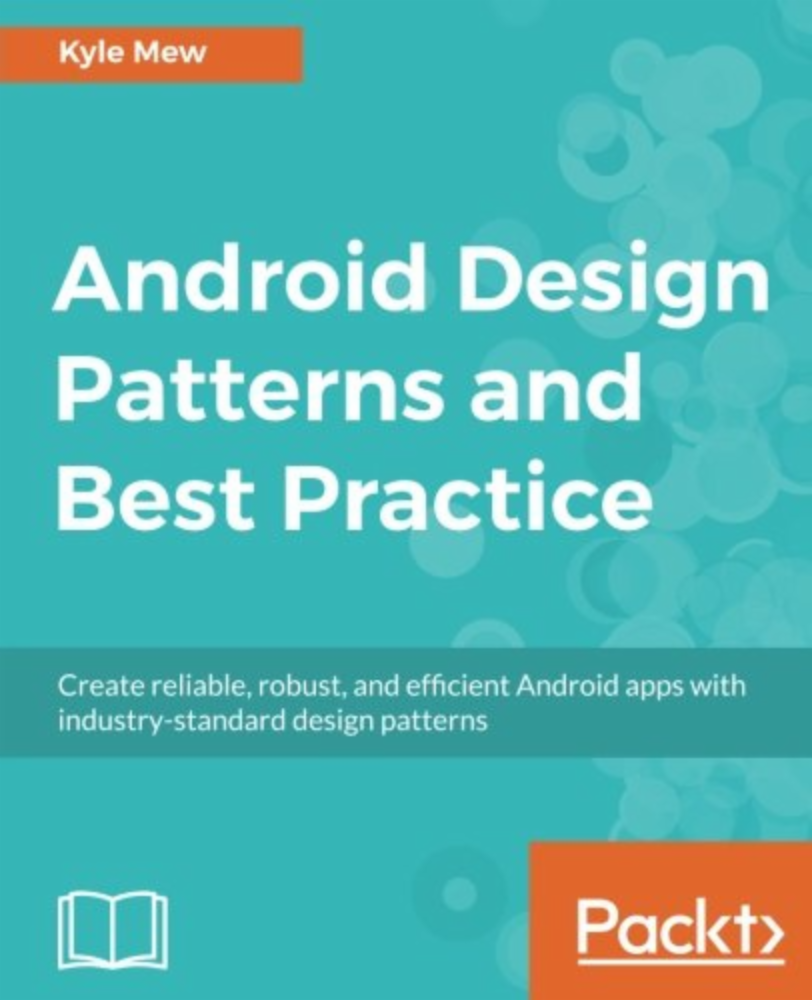 Kyle Mew
Android Design
Patterns and
Best Practice
Create reliable, robust, and efficient Android apps with
industry-standard design patterns
Packt>